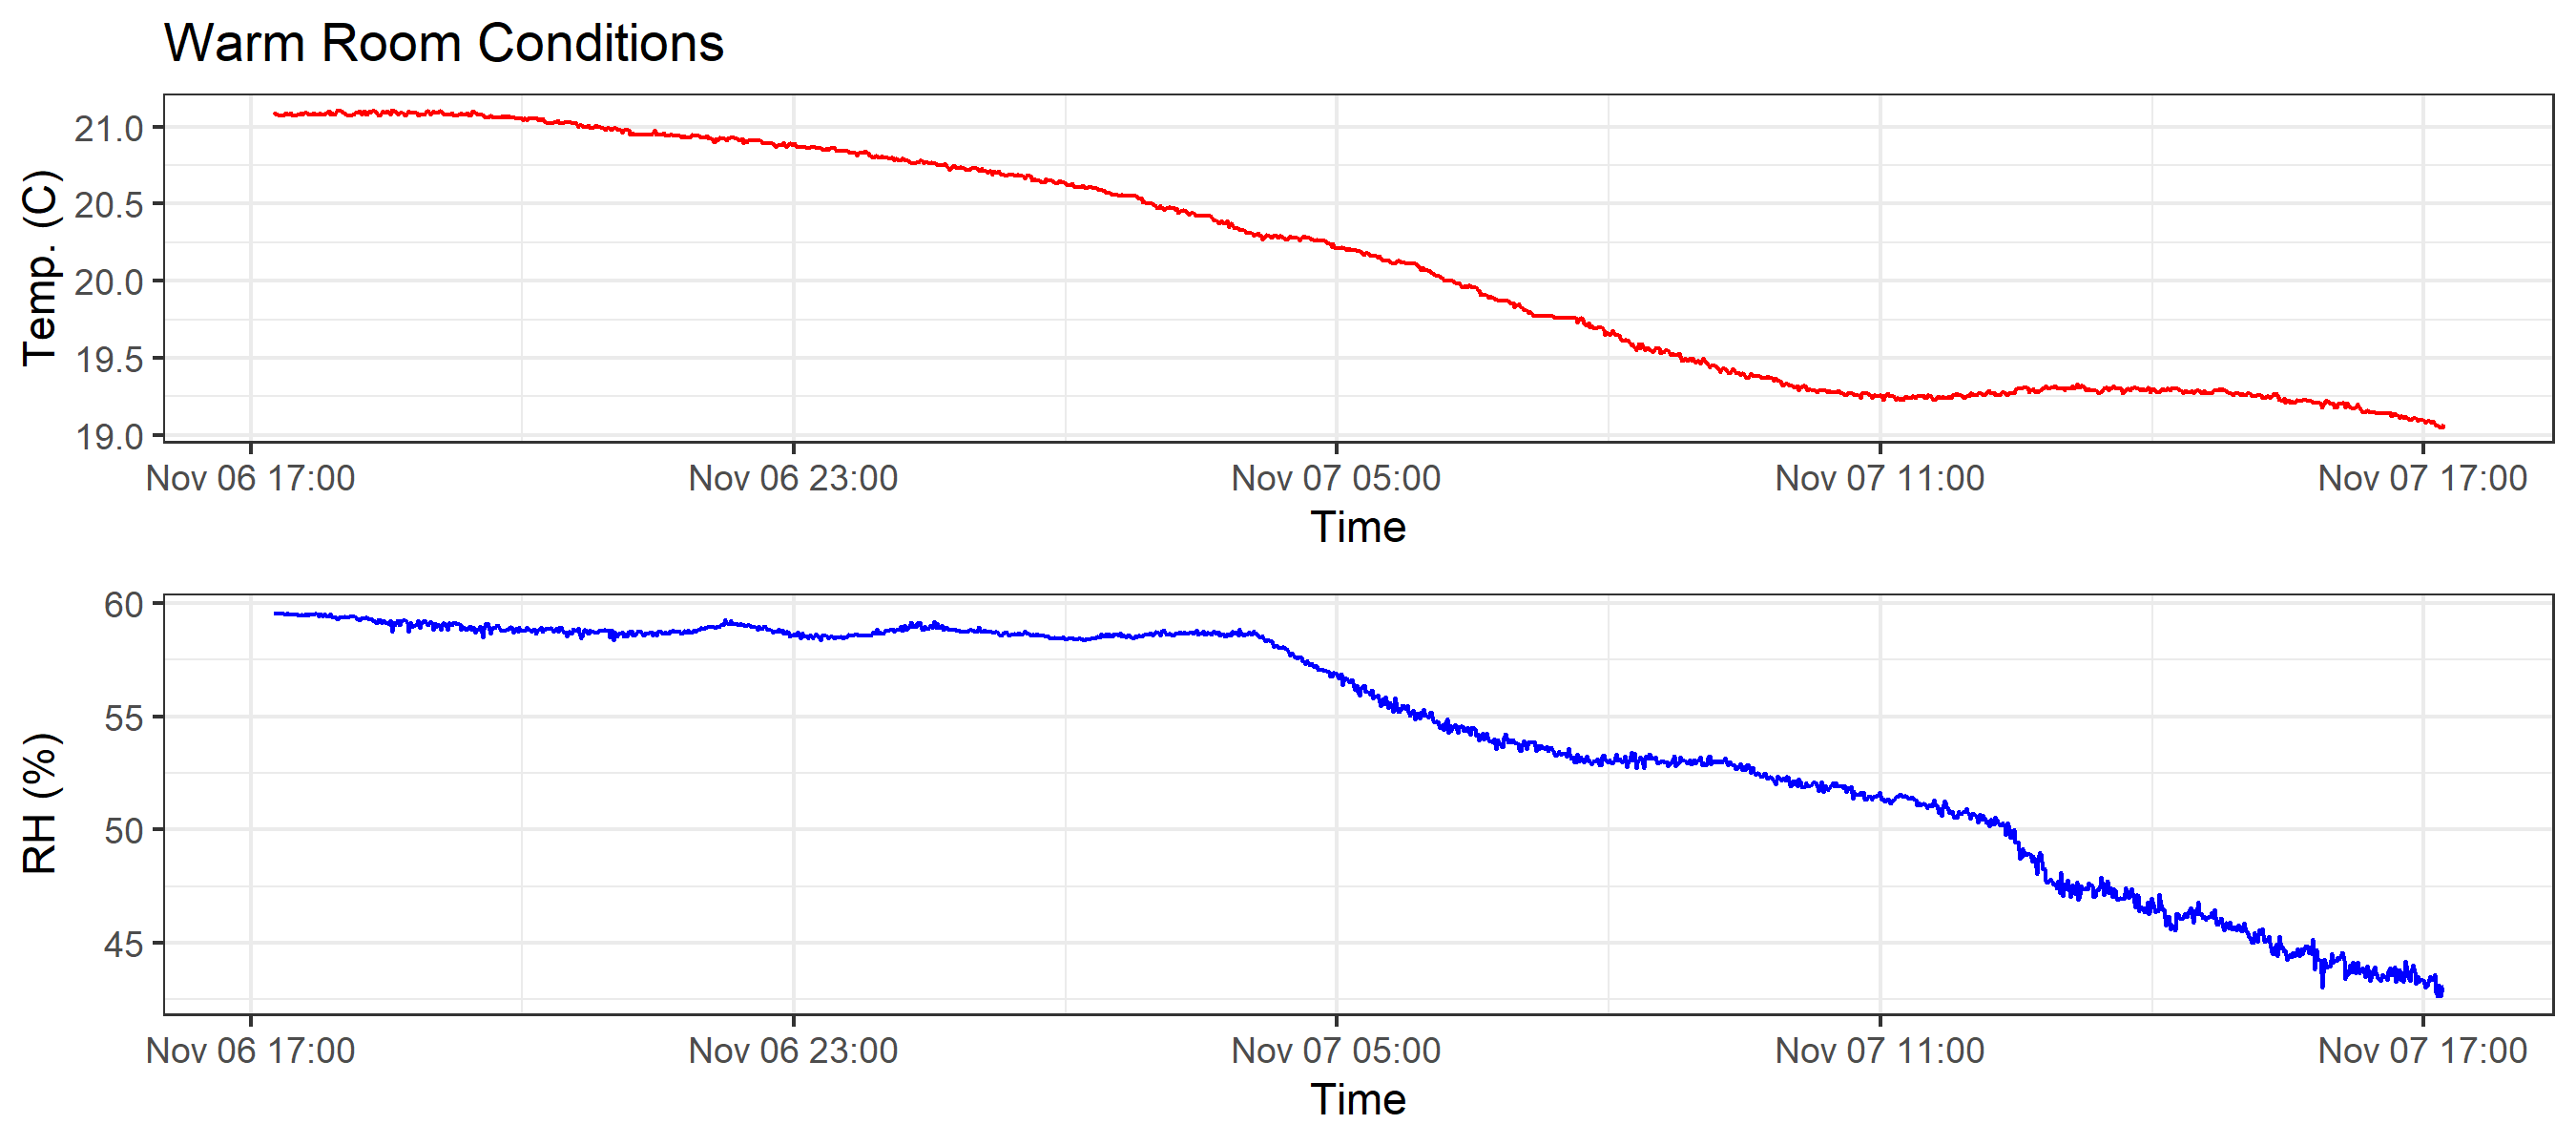 Warm Room Conditions
Temp. (C)
21.0
20.5
20.0
19.5
19.0
Nov 06 17:00 Nov 06 23:00 Nov 07 05:00 Nov 07 11:00 Nov 07 17:00
Time
RH (%)
60
55
50
45
Nov 06 17:00 Nov 06 23:00 Nov 07 05:00 Nov 07 11:00 Nov 07 17:00
Time